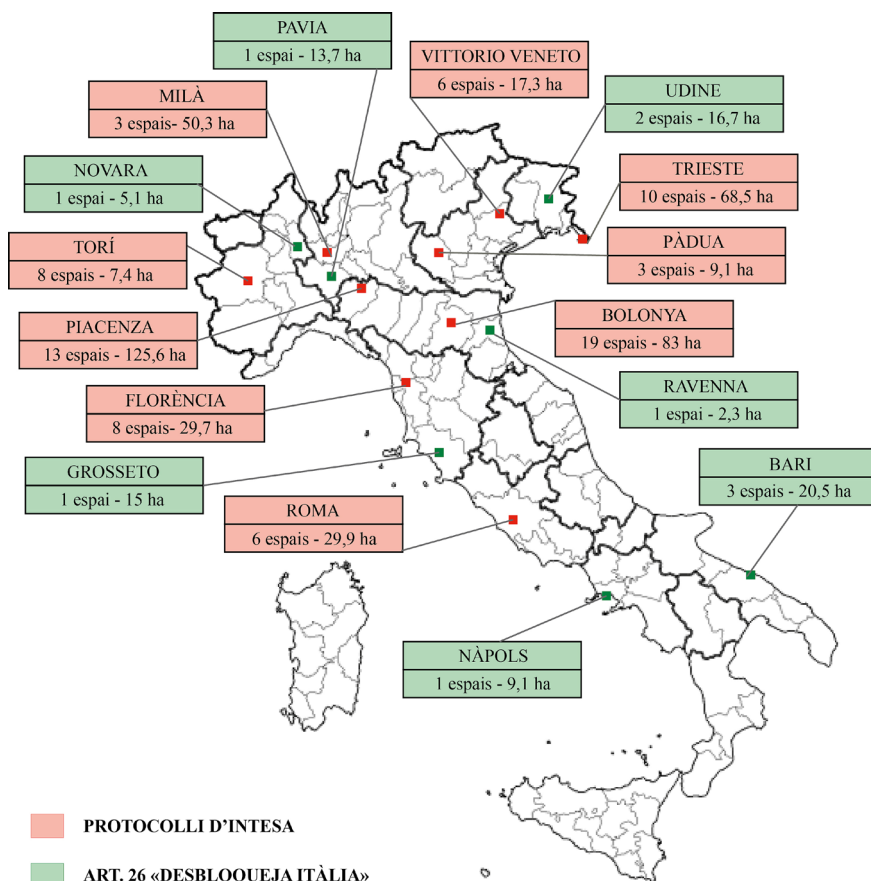 PAVIA
1 espai - 13,7 ha
VITTORIO VENETO
6 espais - 17,3 ha
UDINE
2 espais - 16,7 ha
MILÀ
3 espais- 50,3 ha
NOVARA
1 espai - 5,1 ha
TRIESTE
10 espais - 68,5 ha
TORÍ
8 espais - 7,4 ha
PÀDUA
3 espais - 9,1 ha
PIACENZA
13 espais - 125,6 ha
BOLONYA
19 espais - 83 ha
RAVENNA
1 espai - 2,3 ha
FLORÈNCIA
8 espais- 29,7 ha
GROSSETO
1 espai - 15 ha
BARI
3 espais - 20,5 ha
ROMA
6 espais - 29,9 ha
NÀPOLS
1 espais - 9,1 ha
PROTOCOLLI D’INTESA
ART. 26 «DESBLOQUEJA ITÀLIA»